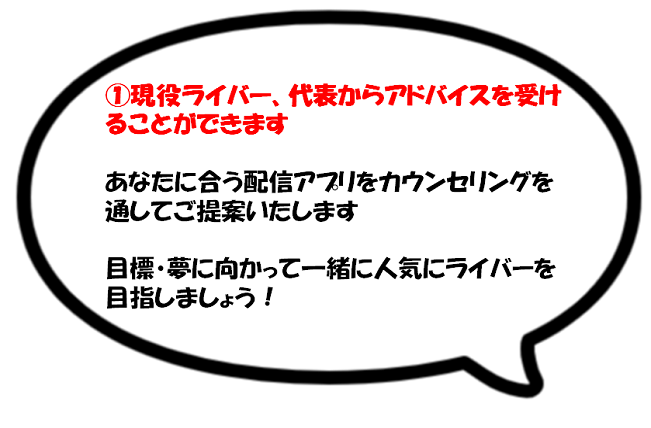 ①現役ライバー、代表からアドバイスを受け
ることができます
あなたに合う配信アプリをカウンセリングを
通してご提案いたします
目標・夢に向かって一緒に人気にライバーを
目指しましょう！